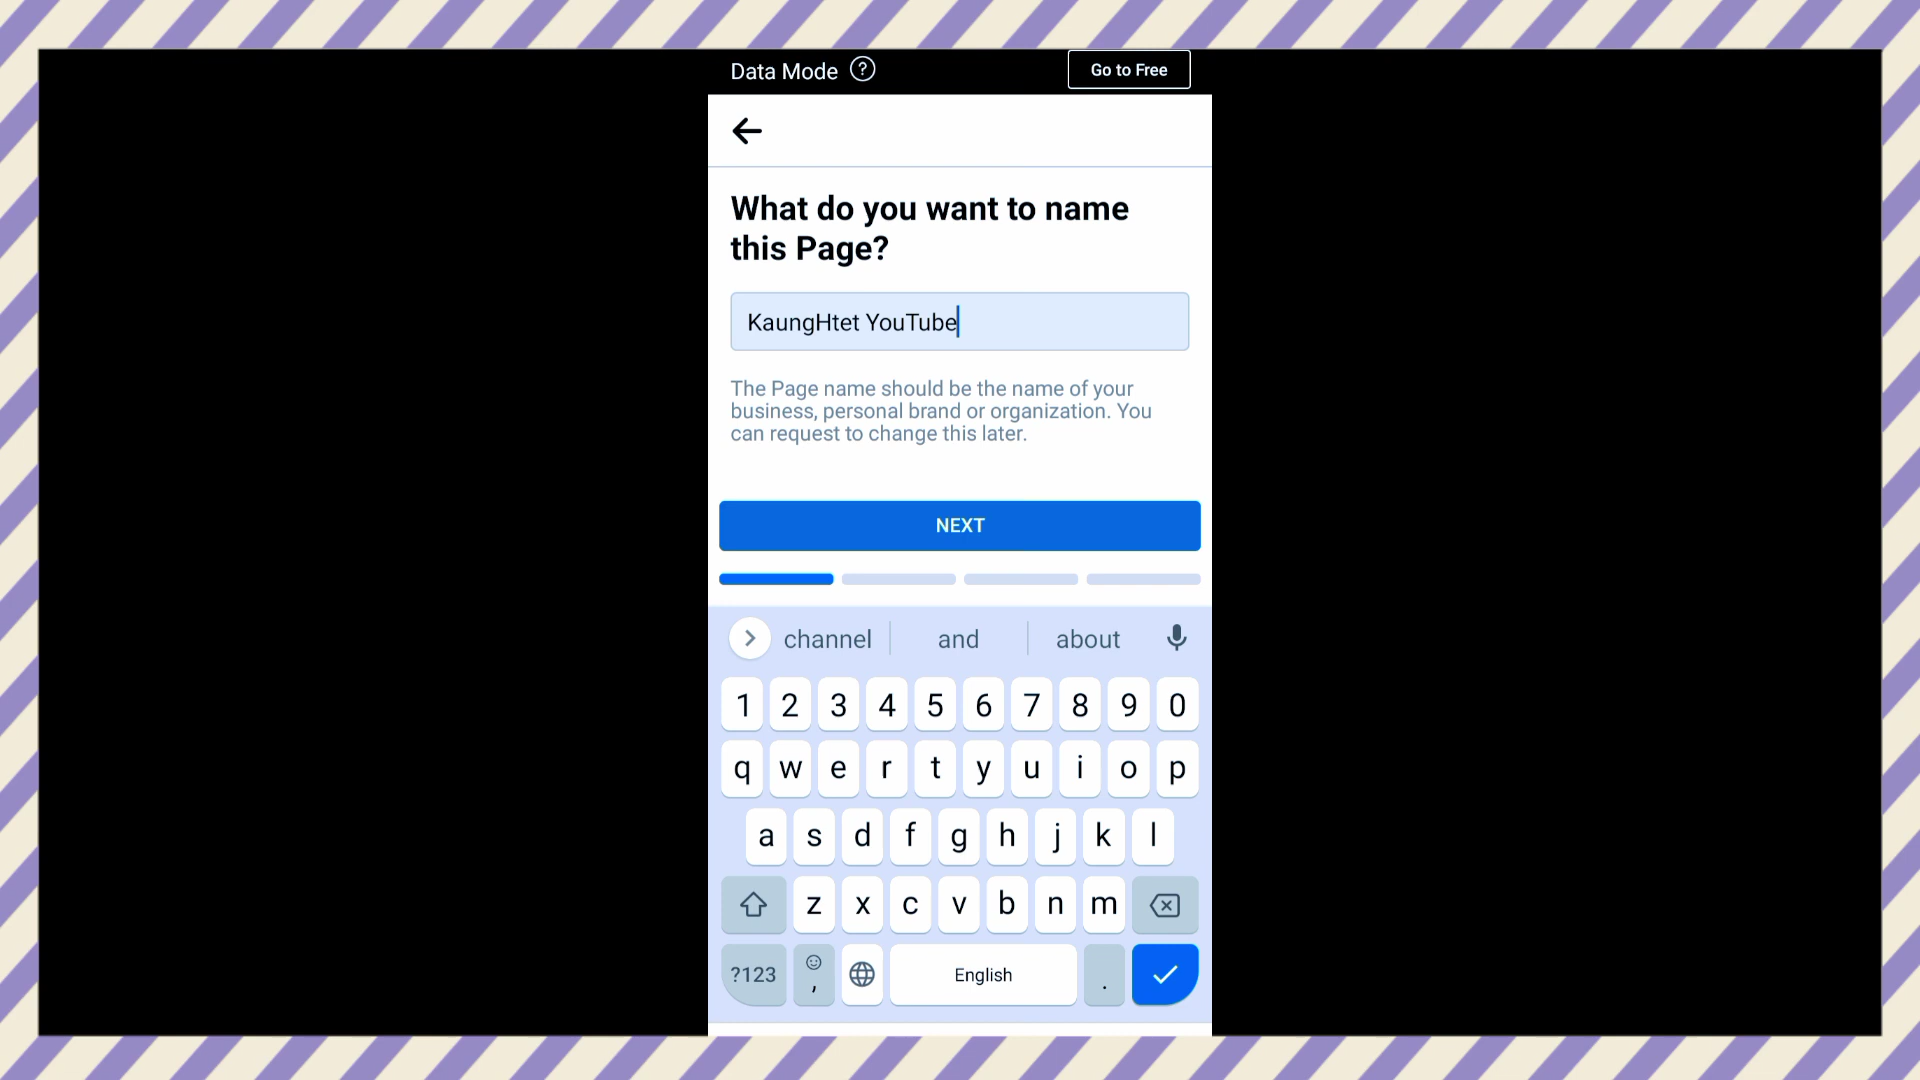 Data Mode ?
Go to Free
What do you want to name
this Page?
KaungHtet YouTube
The Page name should be the name of your
business, personal brand or organization. You
can request to change this later.
NEXT
channel and about
1 2 3 4 5 6 7 8 9 0
q w e r t y u i o p
a s d f g h j k l
z x c v b n m
?123 , English .